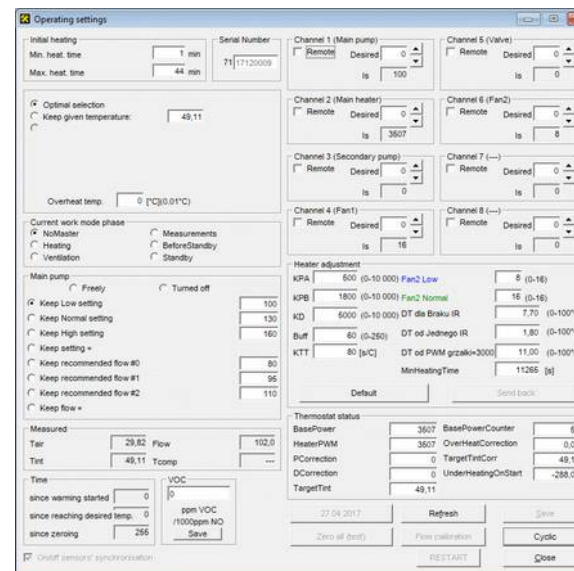 Operating settings
Initial heating
Min. heat. time 1 min
Max. heat. time 44 min
Serial Number
71 17120009
Optimal selection
Keep given temperature: 49,11
Overheat temp. 0 [°C](0.01°C)
Current work mode phase
NoMaster Measurements
Heating BeforeStandby
Ventilation Standby
Main pump
Freely Turned off
Keep Low setting 100
Keep Normal setting 130
Keep High setting 160
Keep setting =
Keep recommended flow #0 80
Keep recommended flow #1 95
Keep recommended flow #2 110
Keep flow =
Measured
Tair 29,82 Flow 102,0
Tint 49,11 Tcomp ---
Time
since warming started 0
since reaching desired temp. 0
since zeroing 266
VOC
0
ppm VOC
/1000ppm NO
Save
On/off sensors' synchronisation
Channel 1 (Main pump)
Remote Desired 0
Is 100
Channel 2 (Main heater)
Remote Desired 0
Is 3507
Channel 3 (Secondary pump)
Remote Desired 0
Is 0
Channel 4 (Fan1)
Remote Desired 0
Is 16
Channel 5 (Valve)
Remote Desired 0
Is 0
Channel 6 (Fan2)
Remote Desired 0
Is 8
Channel 7 (---)
Remote Desired 0
Is 0
Channel 8 (---)
Remote Desired 0
Is 0
Heater adjustment
KPA 500 (0-10 000) Fan2 Low 8 (0-16)
KPB 1800 (0-10 000) Fan2 Normal 16 (0-16)
KD 5000 (0-10 000) DT dla Braku IR 7,70 (0-100°
Buff 60 (0-250) DT od Jednego IR 1,80 (0-100°
KTT 80 [s/C] DT od PWM grzalki=3000 11,00 (0-100°
MinHeatingTime 11265 [s]
Default Send back
Thermostat status
BasePower 3507 BasePowerCounter
HeaterPWM 3507 OverHeatCorrection 0,0
PCorrection 0 TargetTintCorr 49,1
DCorrection 0 UnderHeatingOnStart -288,0
TargetTint 49,11
27.04.2017 Refresh Save
Zero all (test) Flow calibration Cyclic
RESTART Close